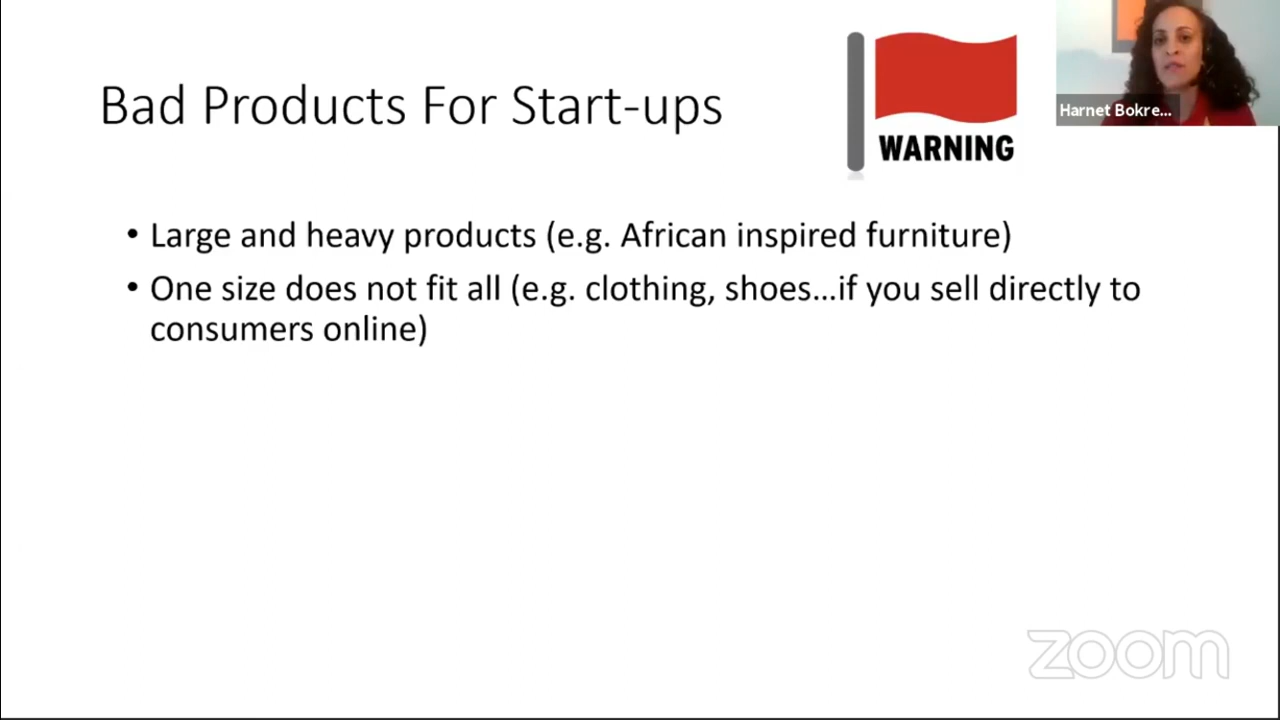 Bad Products For Start-ups
WARNING
Harnet Bokre...
• Large and heavy products (e.g. African inspired furniture)
• One size does not fit all (e.g. clothing, shoes...if you sell directly to
consumers online)
zoom